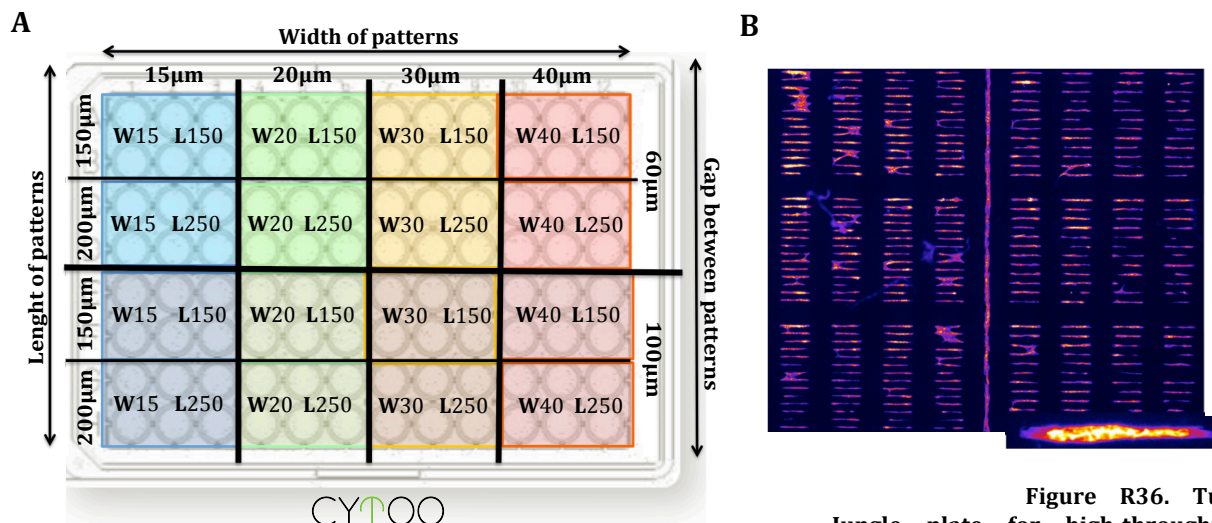 A
B
Width of patterns
15µm 20µm 30µm 40µm
Lenght of patterns
150µm
200µm
150µm
200µm
W15 L150 W20 L150 W30 L150 W40 L150
W15 L250 W20 L250 W30 L250 W40 L250
W15 L150 W20 L150 W30 L150 W40 L150
W15 L250 W20 L250 W30 L250 W40 L250
60µm
100µm
Gap between patterns
CYTOO
Figure R36. Tu
Jungle plate for high-through